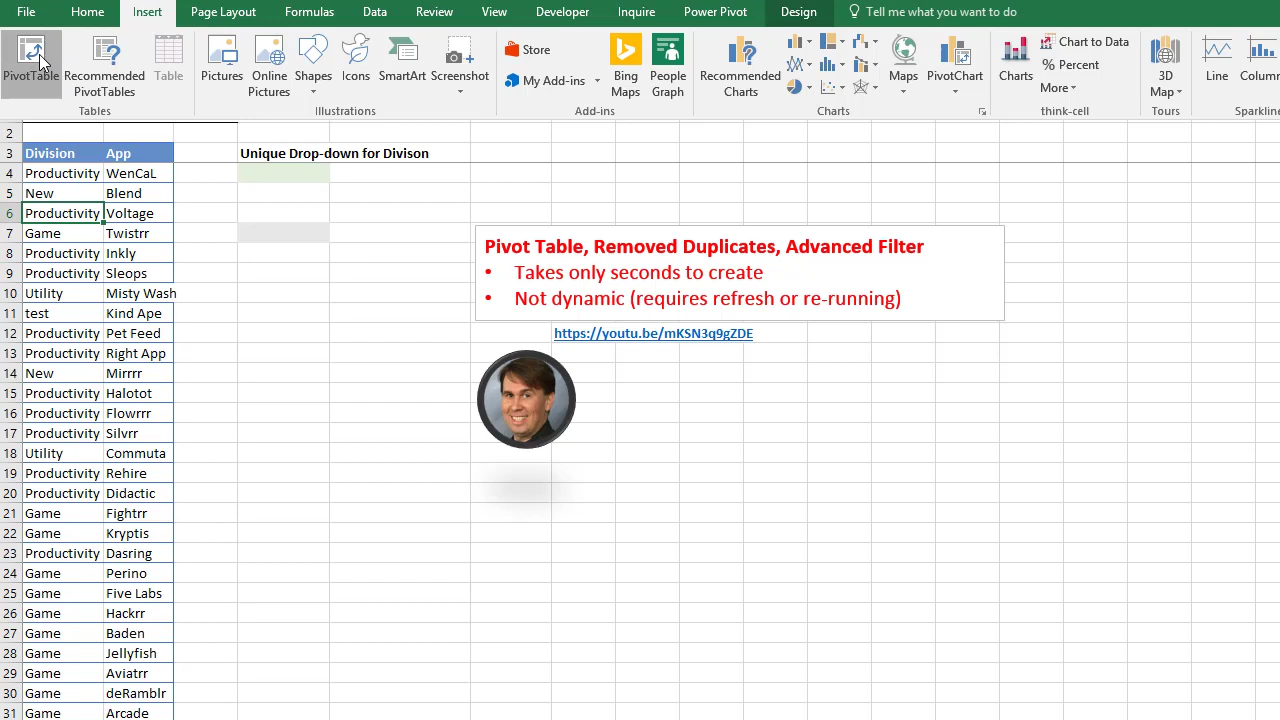 File Insert Page Layout Formulas Data Review View Developer Inquire Power Pivot Design Tell me what you want to do
PivotTable
Recommended
PivotTables
Table
Tables
Pictures
Online
Pictures
Shapes
Icons
SmartArt
Screenshot
Illustrations
Store
My Add-ins
Bing
Maps
People
Graph
Add-ins
Recommended
Charts
Maps
PivotChart
Charts
Charts
Chart to Data
Percent
More
think-cell
3D
Map
Tours
Line
Column
Sparklin
2
3 Division App Unique Drop-down for Divison
4 Productivity WenCaL
5 New Blend
6 Productivity Voltage
7 Game Twistrr
8 Productivity Inkly
9 Productivity Sleops
10 Utility Misty Wash
11 test Kind Ape
12 Productivity Pet Feed
13 Productivity Right App
14 New Mirrrr
15 Productivity Halotot
16 Productivity Flowrrr
17 Productivity Silvrr
18 Utility Commuta
19 Productivity Rehire
20 Productivity Didactic
21 Game Fightrr
22 Game Kryptis
23 Productivity Dasring
24 Game Perino
25 Game Five Labs
26 Game Hackrr
27 Game Baden
28 Game Jellyfish
29 Game Aviatrr
30 Game deRamblr
31 Game Arcade
Pivot Table, Removed Duplicates, Advanced Filter
• Takes only seconds to create
• Not dynamic (requires refresh or re-running)
https://youtu.be/mKSN3q9gZDE